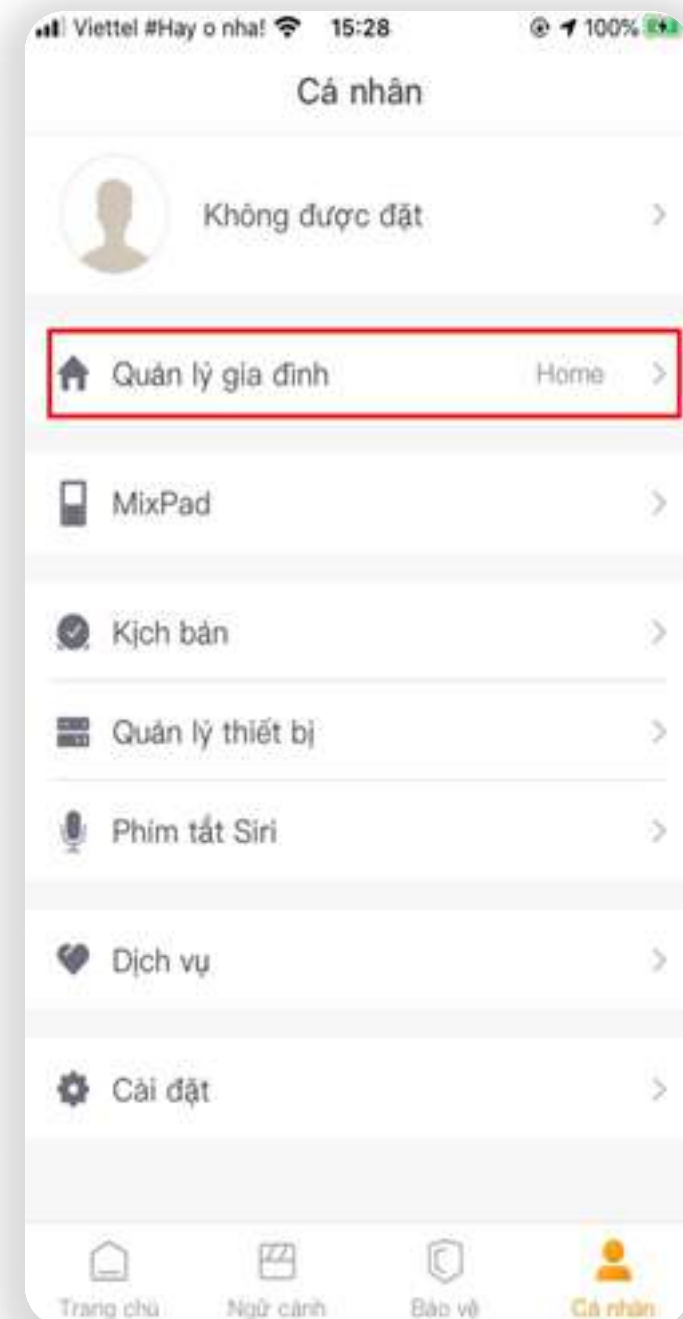 Viettel #Hay o nha! 15:28 100%
Cá nhân
Không được đặt
Quản lý gia đình Home
MixPad
Kịch bản
Quản lý thiết bị
Phím tắt Siri
Dịch vụ
Cài đặt
Trang chủ Ngữ cảnh Bảo vệ Cá nhân